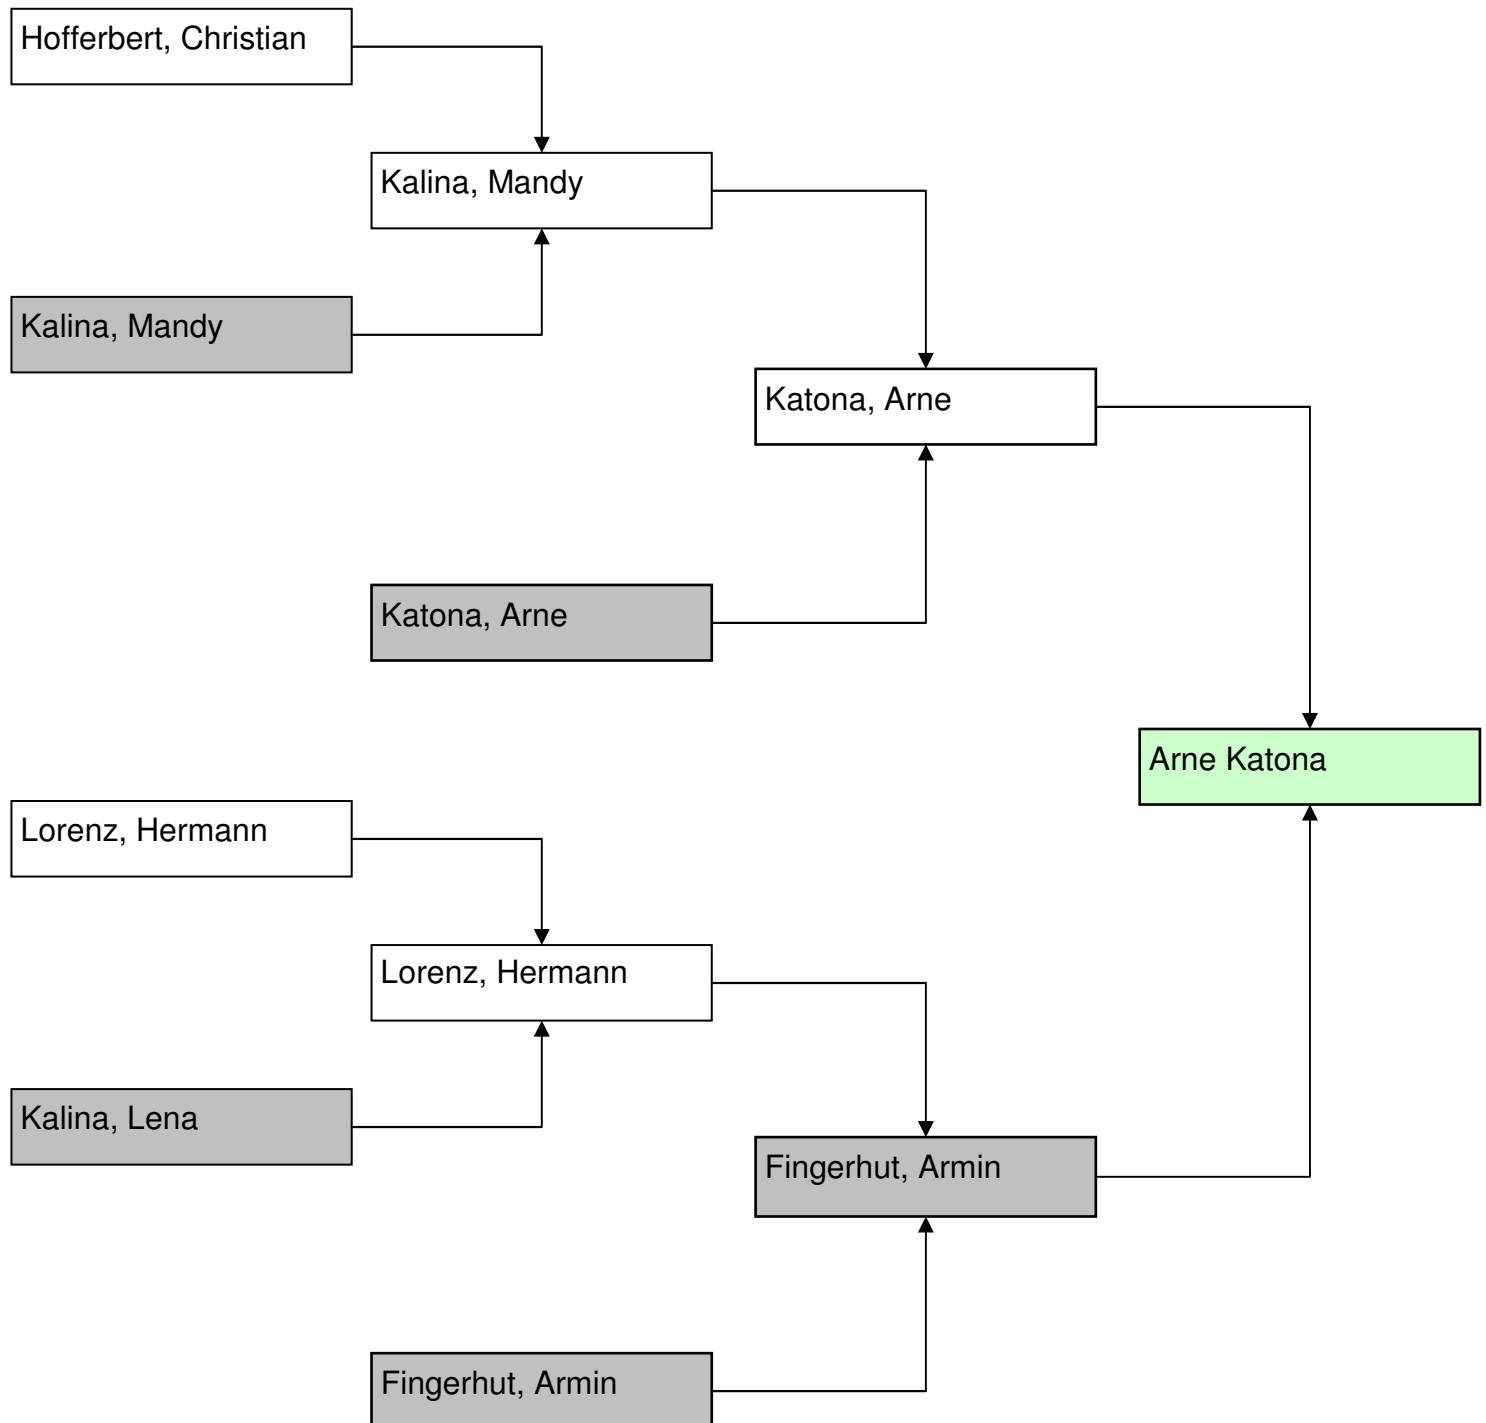 Hofferbert, Christian
Kalina, Mandy
Kalina, Mandy
Katona, Arne
Katona, Arne
Arne Katona
Lorenz, Hermann
Lorenz, Hermann
Kalina, Lena
Fingerhut, Armin
Fingerhut, Armin